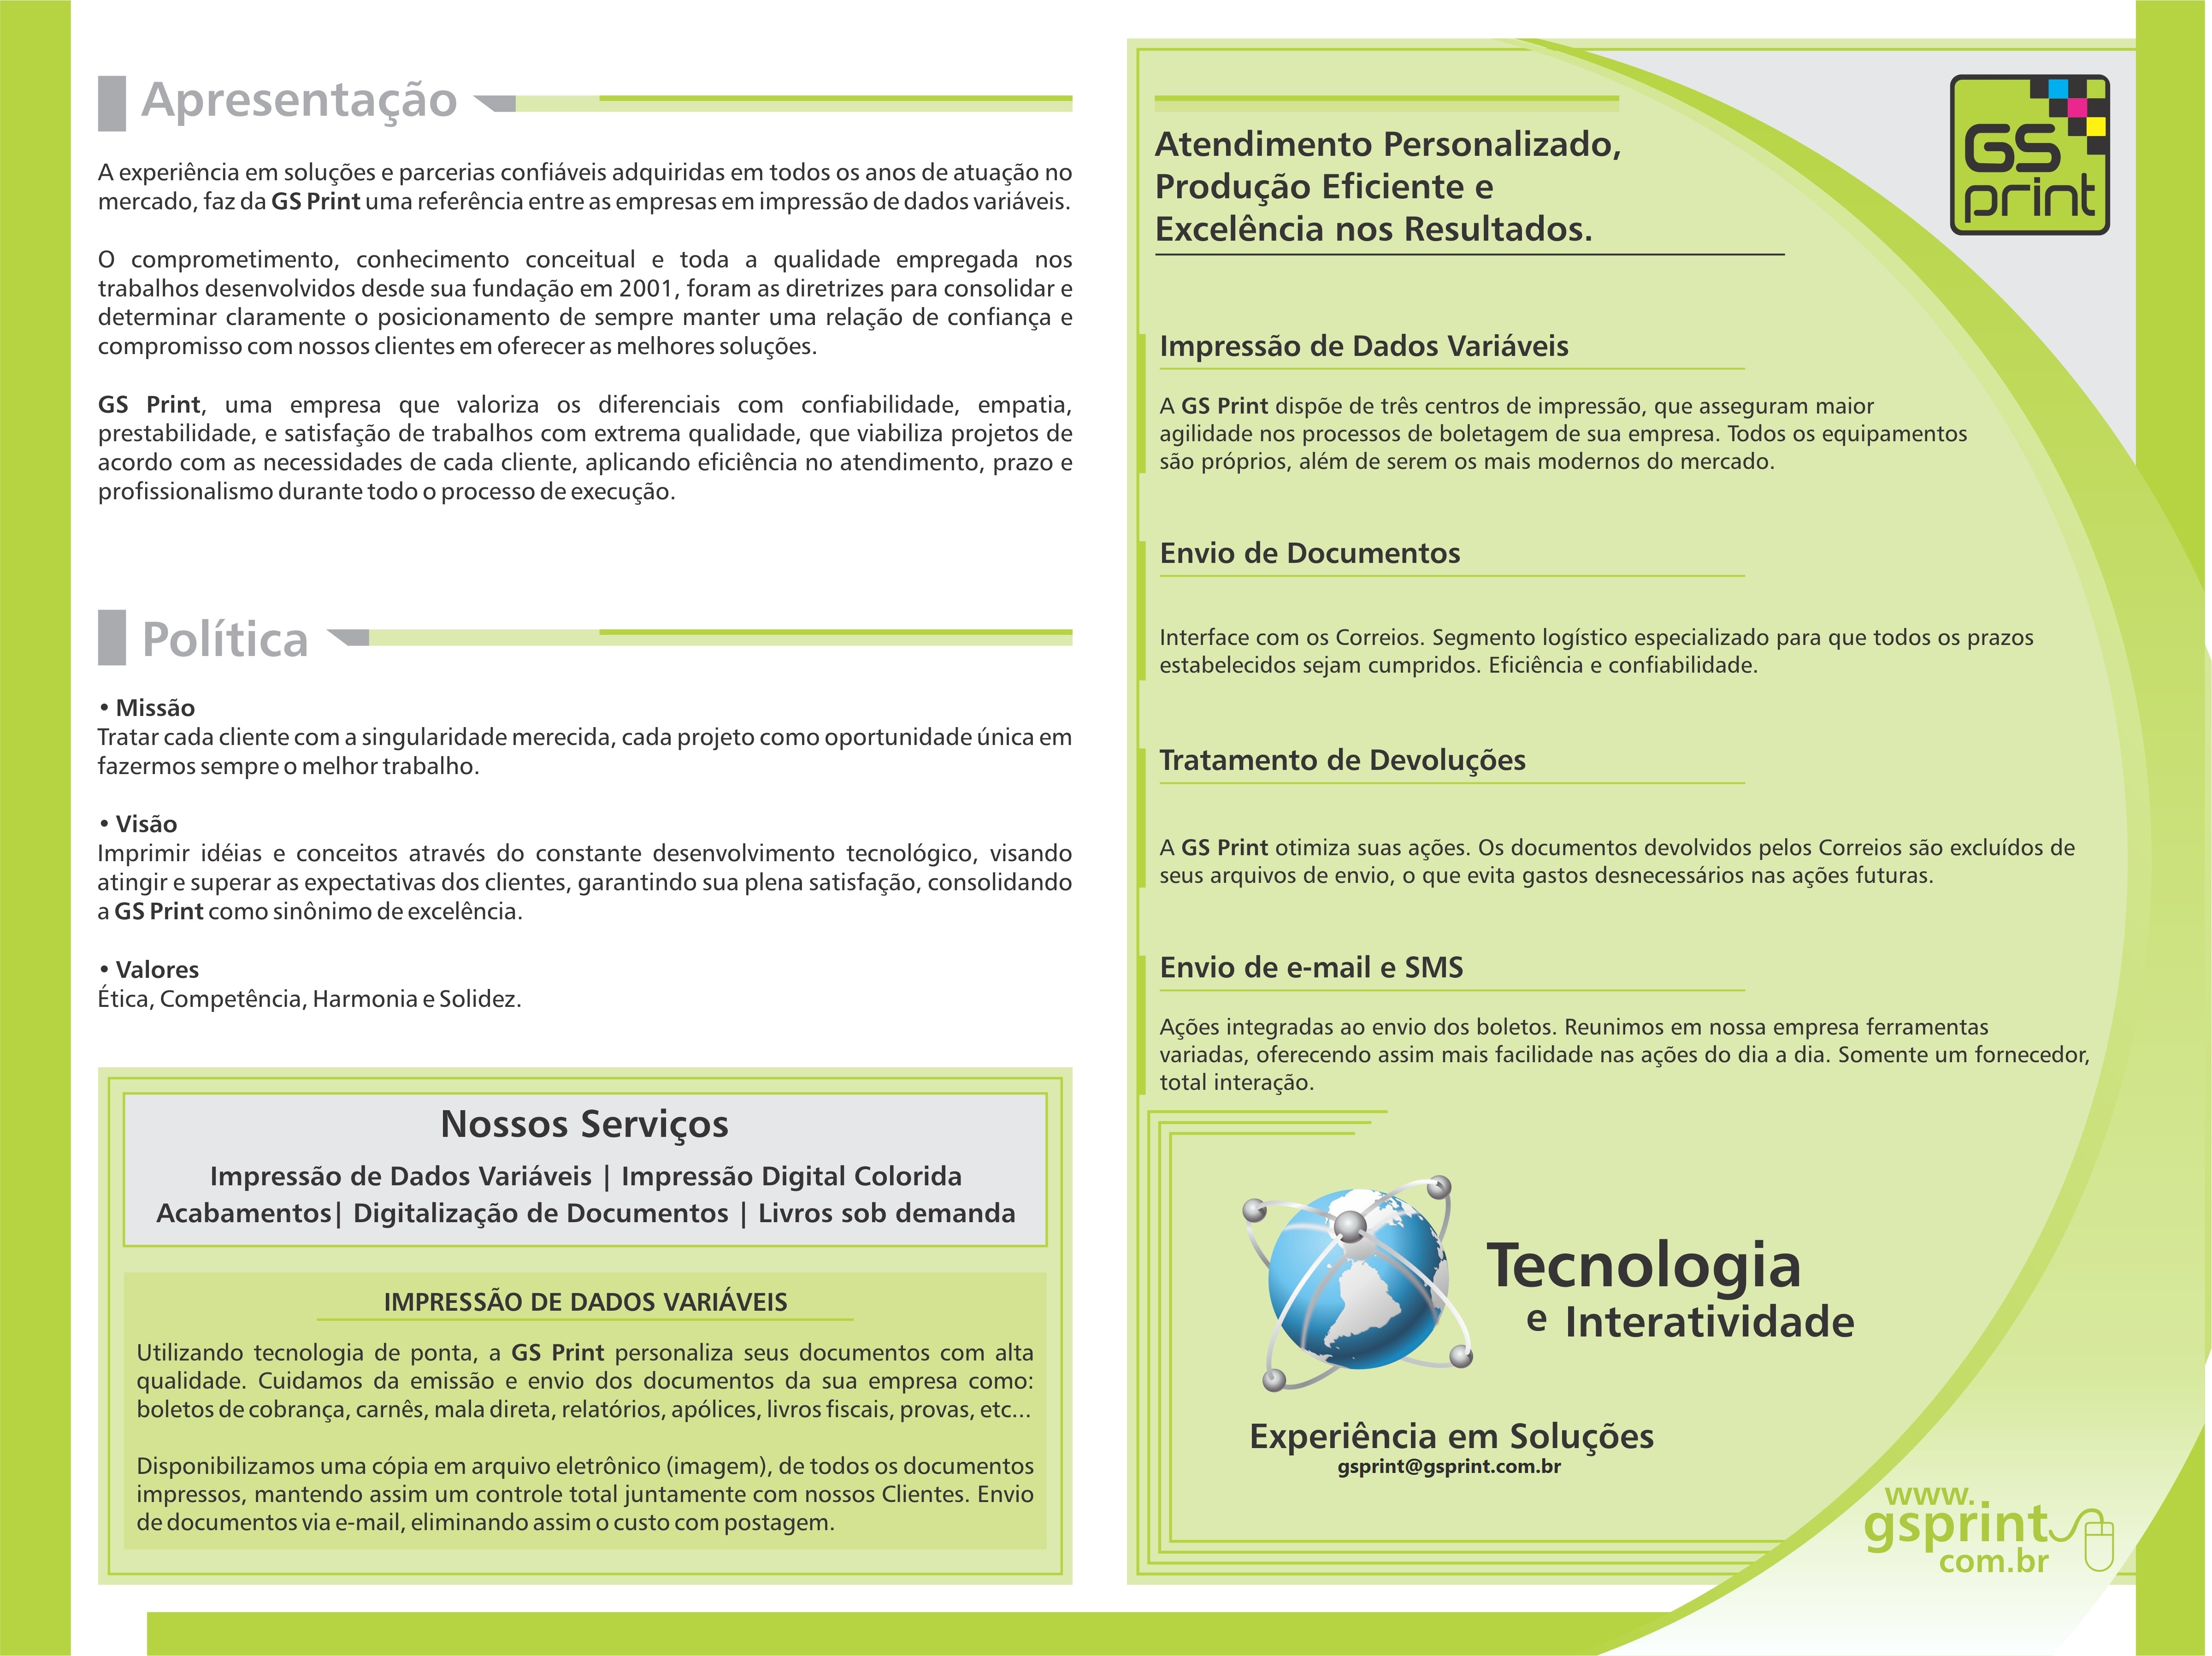 Apresentação
A experiência em soluções e parcerias confiáveis adquiridas em todos os anos de atuação no
mercado, faz da GS Print uma referência entre as empresas em impressão de dados variáveis.
O comprometimento, conhecimento conceitual e toda a qualidade empregada nos
trabalhos desenvolvidos desde sua fundação em 2001, foram as diretrizes para consolidar e
determinar claramente o posicionamento de sempre manter uma relação de confiança e
compromisso com nossos clientes em oferecer as melhores soluções.
GS Print, uma empresa que valoriza os diferenciais com confiabilidade, empatia,
prestabilidade, e satisfação de trabalhos com extrema qualidade, que viabiliza projetos de
acordo com as necessidades de cada cliente, aplicando eficiência no atendimento, prazo e
profissionalismo durante todo o processo de execução.
Política
• Missão
Tratar cada cliente com a singularidade merecida, cada projeto como oportunidade única em
fazermos sempre o melhor trabalho.
• Visão
Imprimir idéias e conceitos através do constante desenvolvimento tecnológico, visando
atingir e superar as expectativas dos clientes, garantindo sua plena satisfação, consolidando
a GS Print como sinônimo de excelência.
• Valores
Ética, Competência, Harmonia e Solidez.
Nossos Serviços
Impressão de Dados Variáveis | Impressão Digital Colorida
Acabamentos| Digitalização de Documentos | Livros sob demanda
IMPRESSÃO DE DADOS VARIÁVEIS
Utilizando tecnologia de ponta, a GS Print personaliza seus documentos com alta
qualidade. Cuidamos da emissão e envio dos documentos da sua empresa como:
boletos de cobrança, carnês, mala direta, relatórios, apólices, livros fiscais, provas, etc...
Disponibilizamos uma cópia em arquivo eletrônico (imagem), de todos os documentos
impressos, mantendo assim um controle total juntamente com nossos Clientes. Envio
de documentos via e-mail, eliminando assim o custo com postagem.
GS
print
Atendimento Personalizado,
Produção Eficiente e
Excelência nos Resultados.
Impressão de Dados Variáveis
A GS Print dispõe de três centros de impressão, que asseguram maior
agilidade nos processos de boletagem de sua empresa. Todos os equipamentos
são próprios, além de serem os mais modernos do mercado.
Envio de Documentos
Interface com os Correios. Segmento logístico especializado para que todos os prazos
estabelecidos sejam cumpridos. Eficiência e confiabilidade.
Tratamento de Devoluções
A GS Print otimiza suas ações. Os documentos devolvidos pelos Correios são excluídos de
seus arquivos de envio, o que evita gastos desnecessários nas ações futuras.
Envio de e-mail e SMS
Ações integradas ao envio dos boletos. Reunimos em nossa empresa ferramentas
variadas, oferecendo assim mais facilidade nas ações do dia a dia. Somente um fornecedor,
total interação.
Tecnologia
e Interatividade
Experiência em Soluções
gsprint@gsprint.com.br
www.
gsprint
com.br